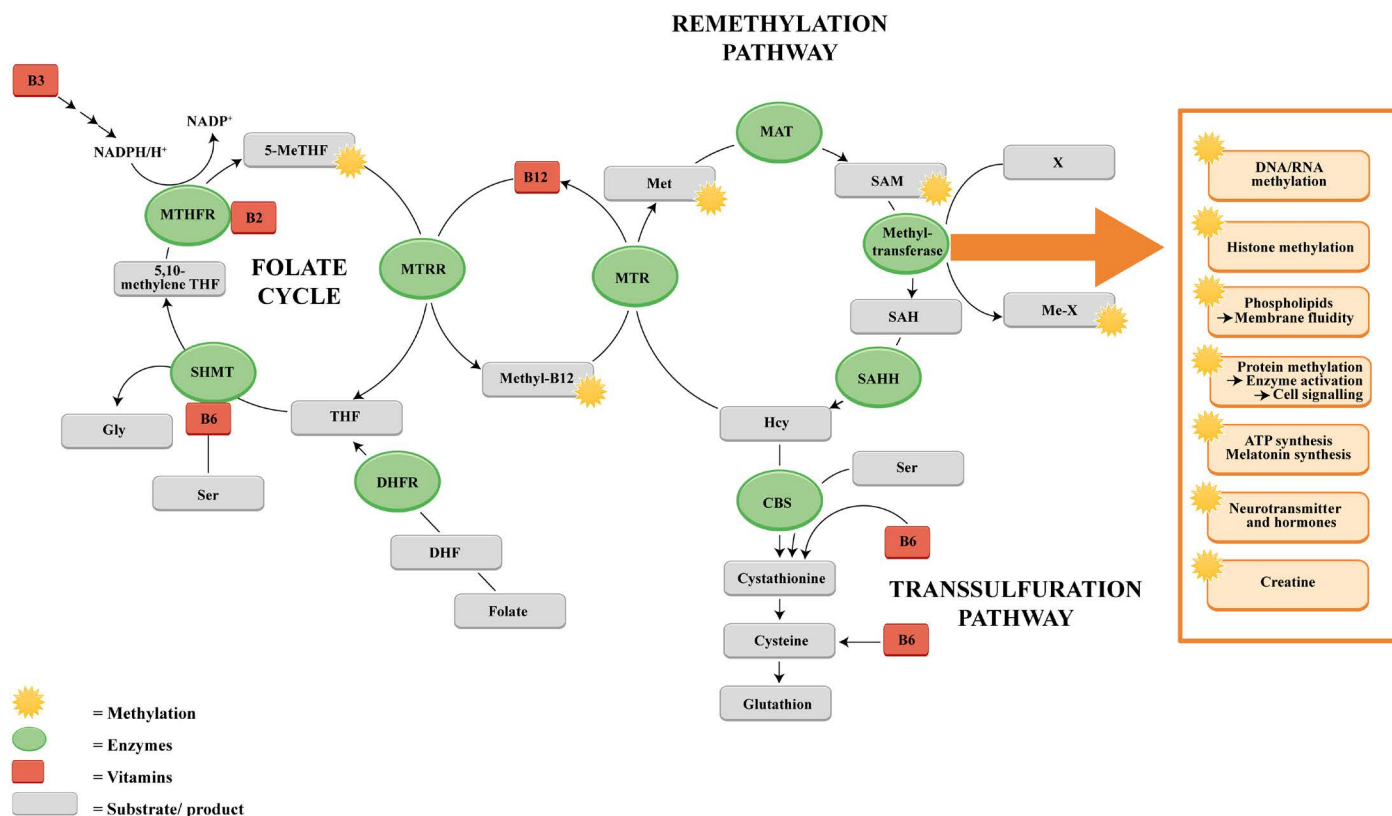 REMETHYLATION
PATHWAY
B3
NADP⁺
NADPH/H⁺
5-MeTHF
MTHFR
B2
5,10-
methylene THF
FOLATE
CYCLE
SHMT
B6
Gly
Ser
THF
DHFR
DHF
Folate
MTRR
B12
Methyl-B12
MTR
Met
MAT
SAM
X
Methyl-
transferase
SAH
Me-X
SAHH
Hcy
Ser
CBS
B6
Cystathionine
TRANSSULFURATION
PATHWAY
Cysteine
B6
Glutathion
DNA/RNA
methylation
Histone methylation
Phospholipids
→ Membrane fluidity
Protein methylation
→ Enzyme activation
→ Cell signalling
ATP synthesis
Melatonin synthesis
Neurotransmitter
and hormones
Creatine
= Methylation
= Enzymes
= Vitamins
= Substrate/ product